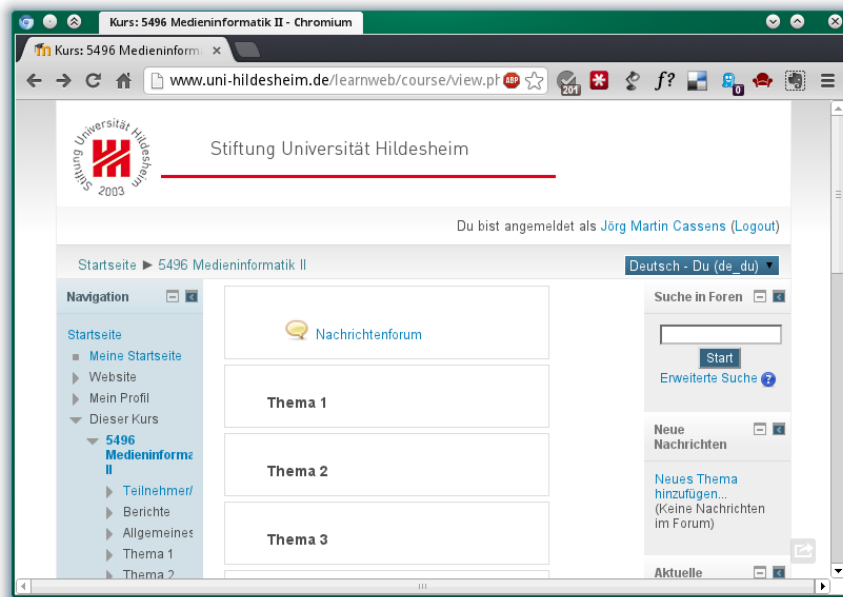 Kurs: 5496 Medieninformatik II - Chromium
Kurs: 5496 Medieninform
www.uni-hildesheim.de/learnweb/course/view.ph
ABP
201
f?
0
Stiftung Universität Hildesheim
2003
Stiftung Universität Hildesheim
Du bist angemeldet als Jörg Martin Cassens (Logout)
Startseite ► 5496 Medieninformatik II
Deutsch - Du (de_du)
Navigation
Startseite
Meine Startseite
Website
Mein Profil
Dieser Kurs
5496
Medieninforma
II
Teilnehmer/
Berichte
Allgemeines
Thema 1
Thema 2
Nachrichtenforum
Thema 1
Thema 2
Thema 3
Suche in Foren
Start
Erweiterte Suche
Neue
Nachrichten
Neues Thema
hinzufügen...
(Keine Nachrichten
im Forum)
Aktuelle